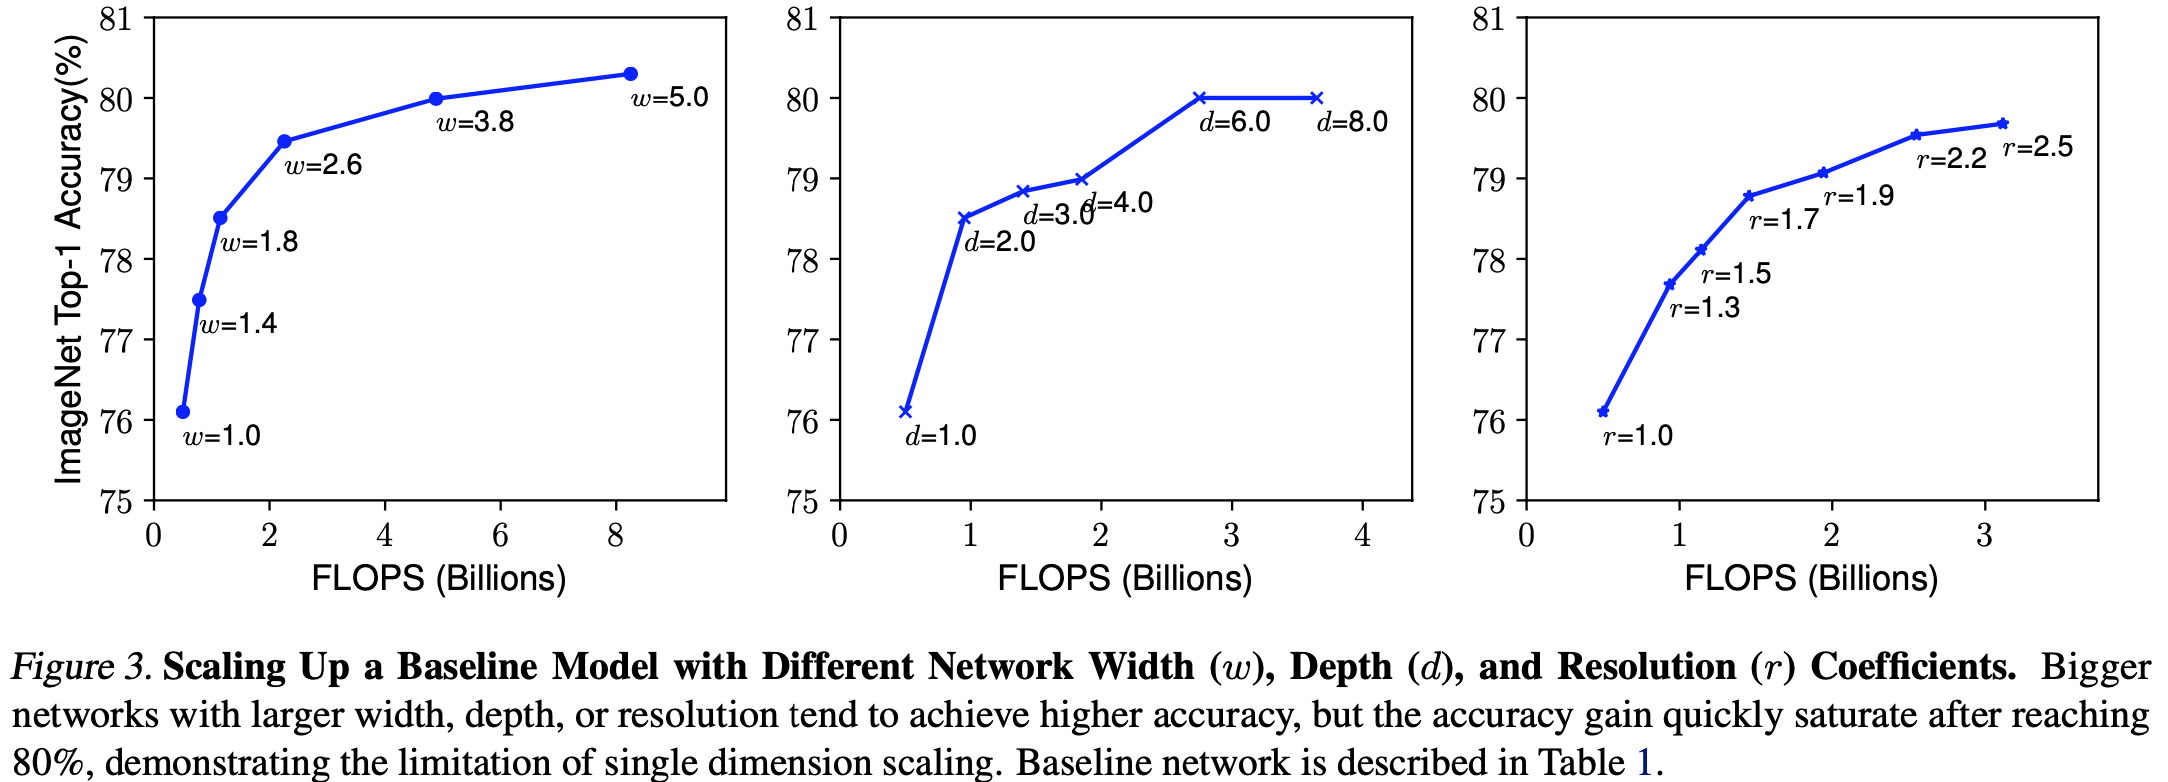 ImageNet Top-1 Accuracy(%)
81
80
79
78
77
76
75
w=1.0
w=1.4
w=1.8
w=2.6
w=3.8
w=5.0
0 2 4 6 8
FLOPS (Billions)
81
80
79
78
77
76
75
d=1.0
d=2.0
d=3.0
d=4.0
d=6.0
d=8.0
0 1 2 3 4
FLOPS (Billions)
81
80
79
78
77
76
75
r=1.0
r=1.3
r=1.5
r=1.7
r=1.9
r=2.2
r=2.5
0 1 2 3
FLOPS (Billions)
Figure 3. Scaling Up a Baseline Model with Different Network Width (w), Depth (d), and Resolution (r) Coefficients. Bigger
networks with larger width, depth, or resolution tend to achieve higher accuracy, but the accuracy gain quickly saturate after reaching
80%, demonstrating the limitation of single dimension scaling. Baseline network is described in Table 1.